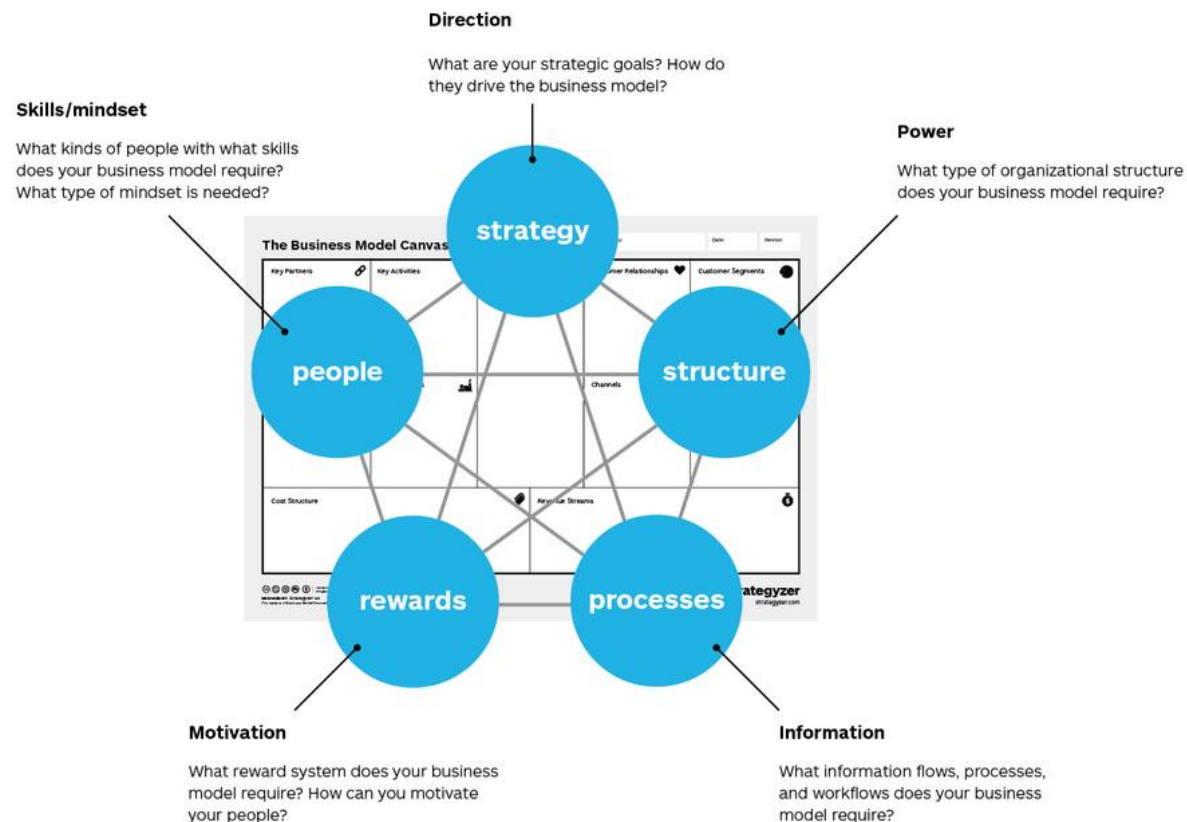 Direction
What are your strategic goals? How do
they drive the business model?
Skills/mindset
What kinds of people with what skills
does your business model require?
What type of mindset is needed?
Power
What type of organizational structure
does your business model require?
strategy
The Business Model Canvas
Date:
Version:
Key Partners
Key Activities
Customer Segments
people
structure
Channels
Cost Structure
Revenue Streams
rewards
processes
strategyzer.com
Motivation
What reward system does your business
model require? How can you motivate
your people?
Information
What information flows, processes,
and workflows does your business
model require?